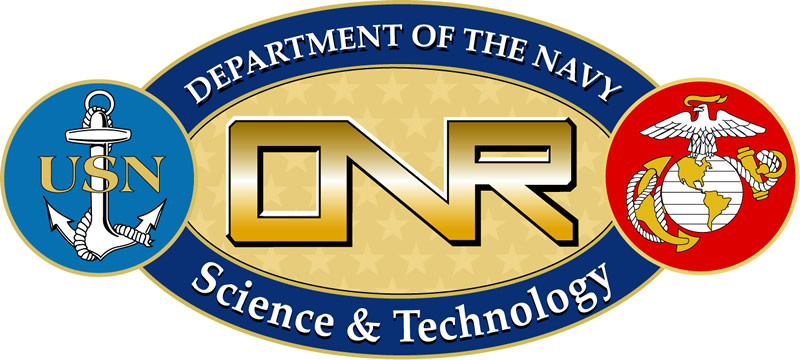 DEPARTMENT OF THE NAVY
USN
ONR
Science & Technology